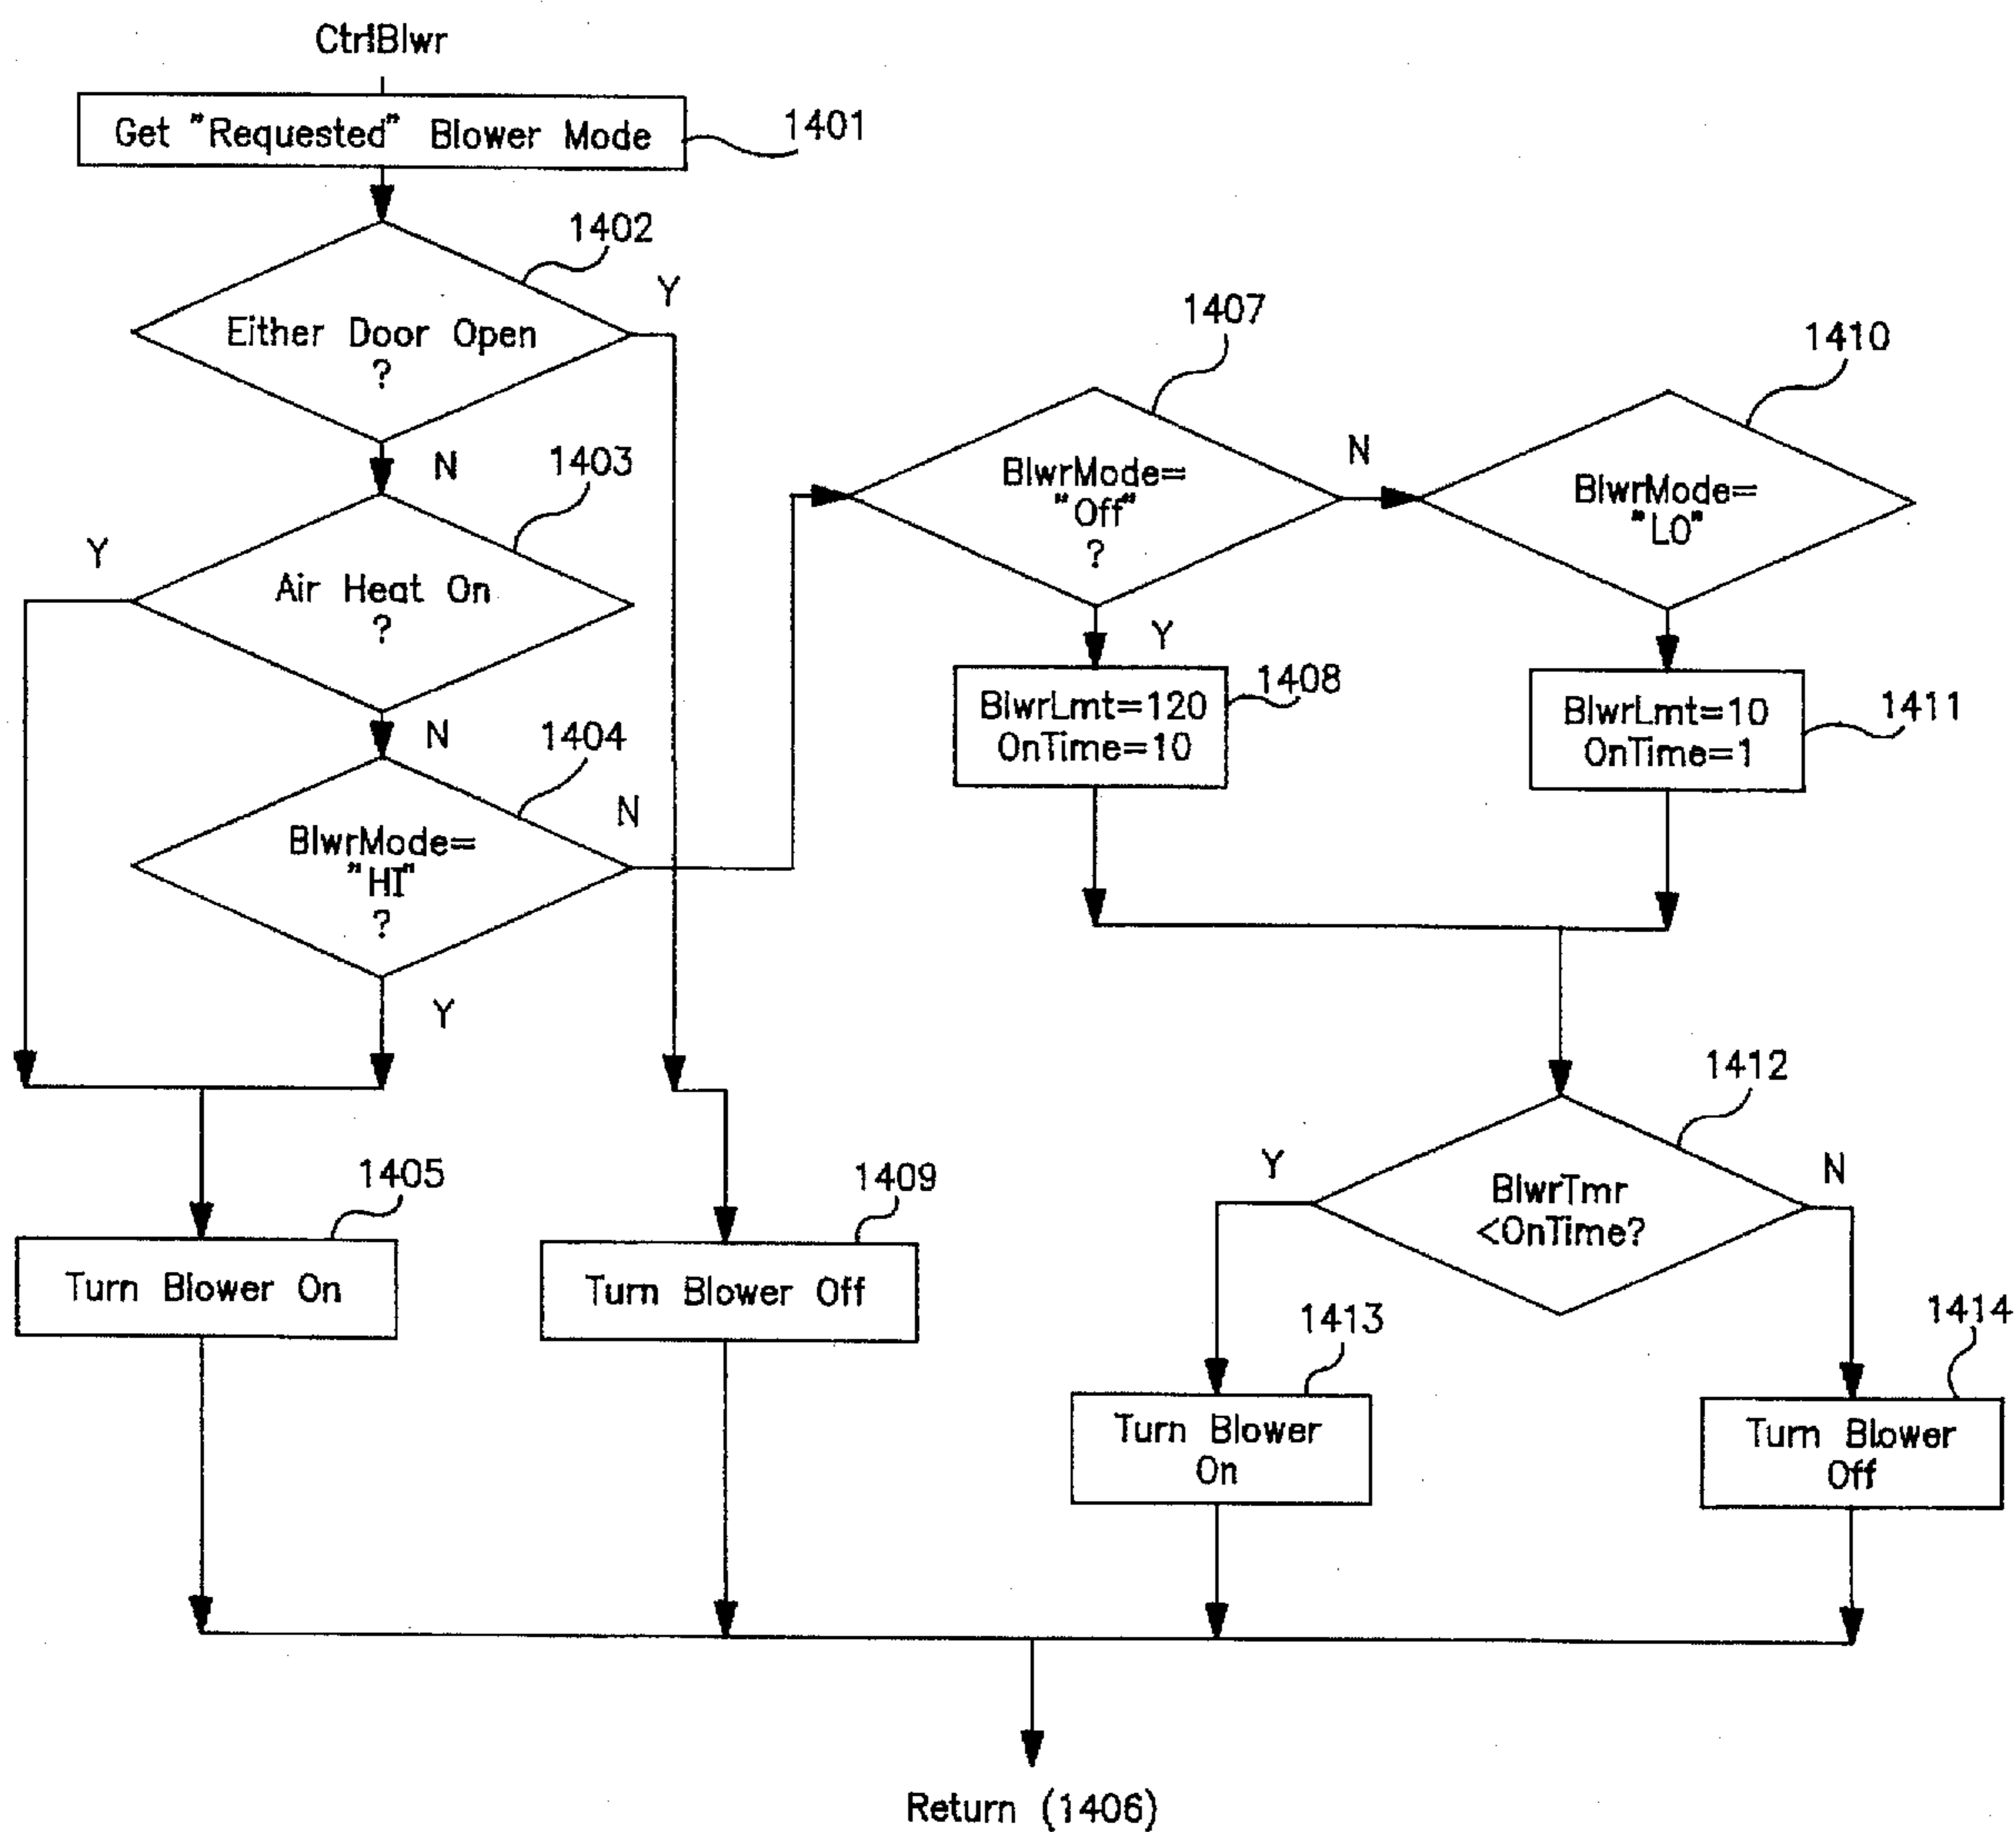 CtrlBlwr
Get "Requested" Blower Mode
1401
1402
Y
Either Door Open
?
N
1403
Y
Air Heat On
?
N
1404
N
BlwrMode=
"HI"
?
Y
1407
BlwrMode=
"Off"
?
N
Y
1410
BlwrMode=
"LO"
BlwrLmt=120
OnTime=10
1408
BlwrLmt=10
OnTime=1
1411
1412
Y
BlwrTmr
<OnTime?
N
1405
Turn Blower On
1409
Turn Blower Off
1413
Turn Blower
On
1414
Turn Blower
Off
Return (1406)